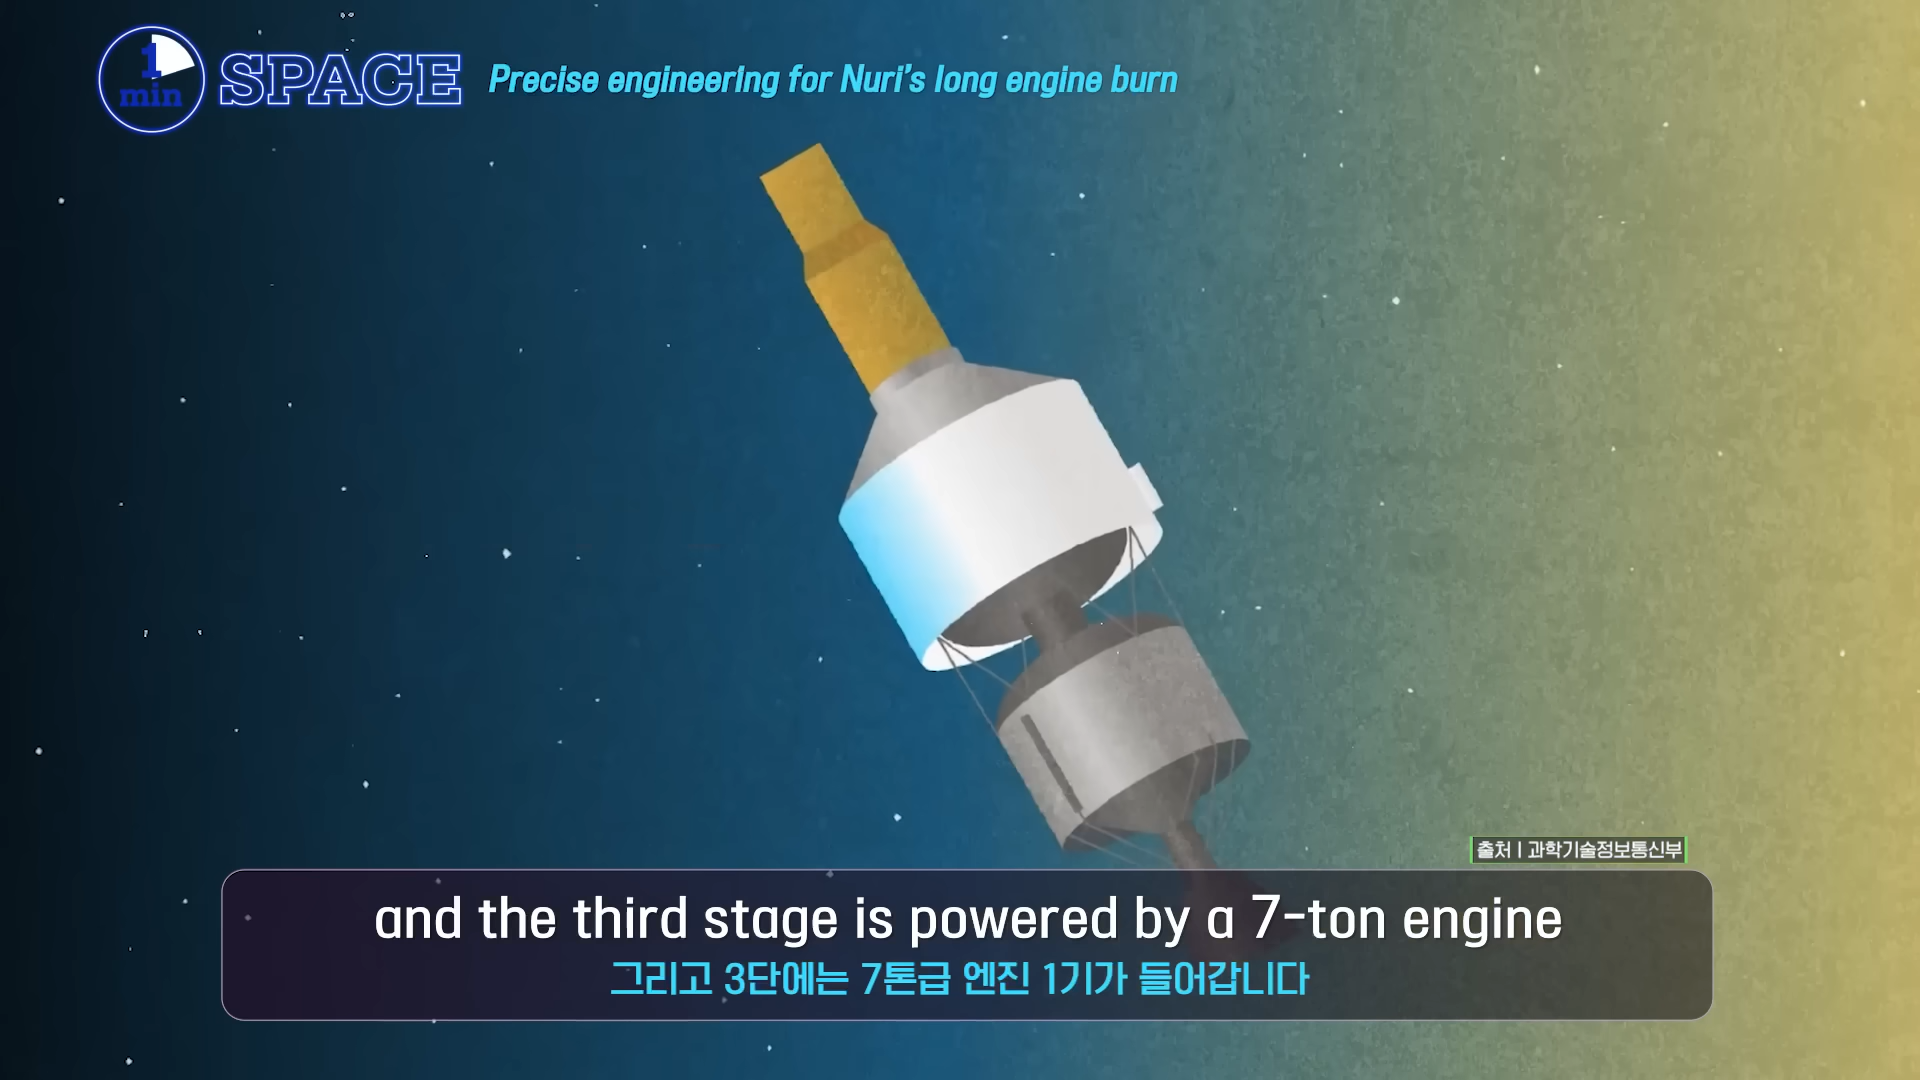 1
min
SPACE
Precise engineering for Nuri's long engine burn
출처 | 과학기술정보통신부
and the third stage is powered by a 7-ton engine
그리고 3단에는 7톤급 엔진 1기가 들어갑니다